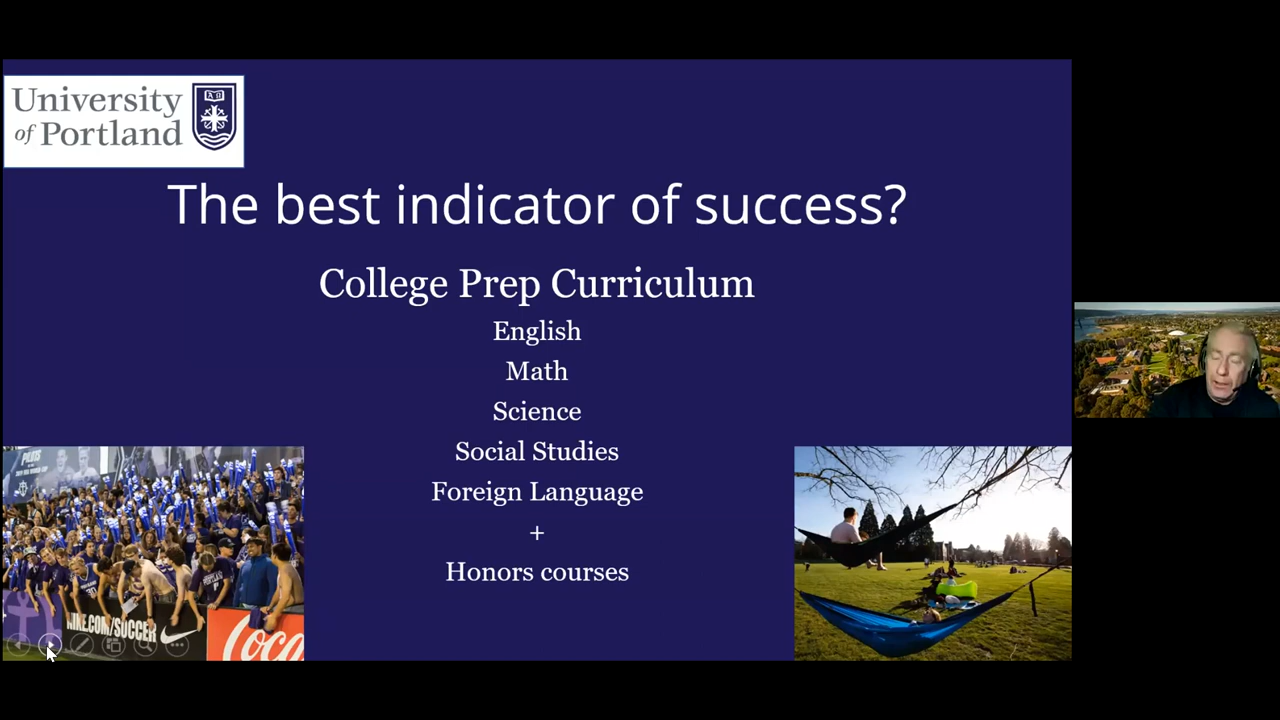 University
of Portland
The best indicator of success?
College Prep Curriculum
English
Math
Science
Social Studies
Foreign Language
+
Honors courses
PILOTS
NIKE.COM/SOCCER
Coca